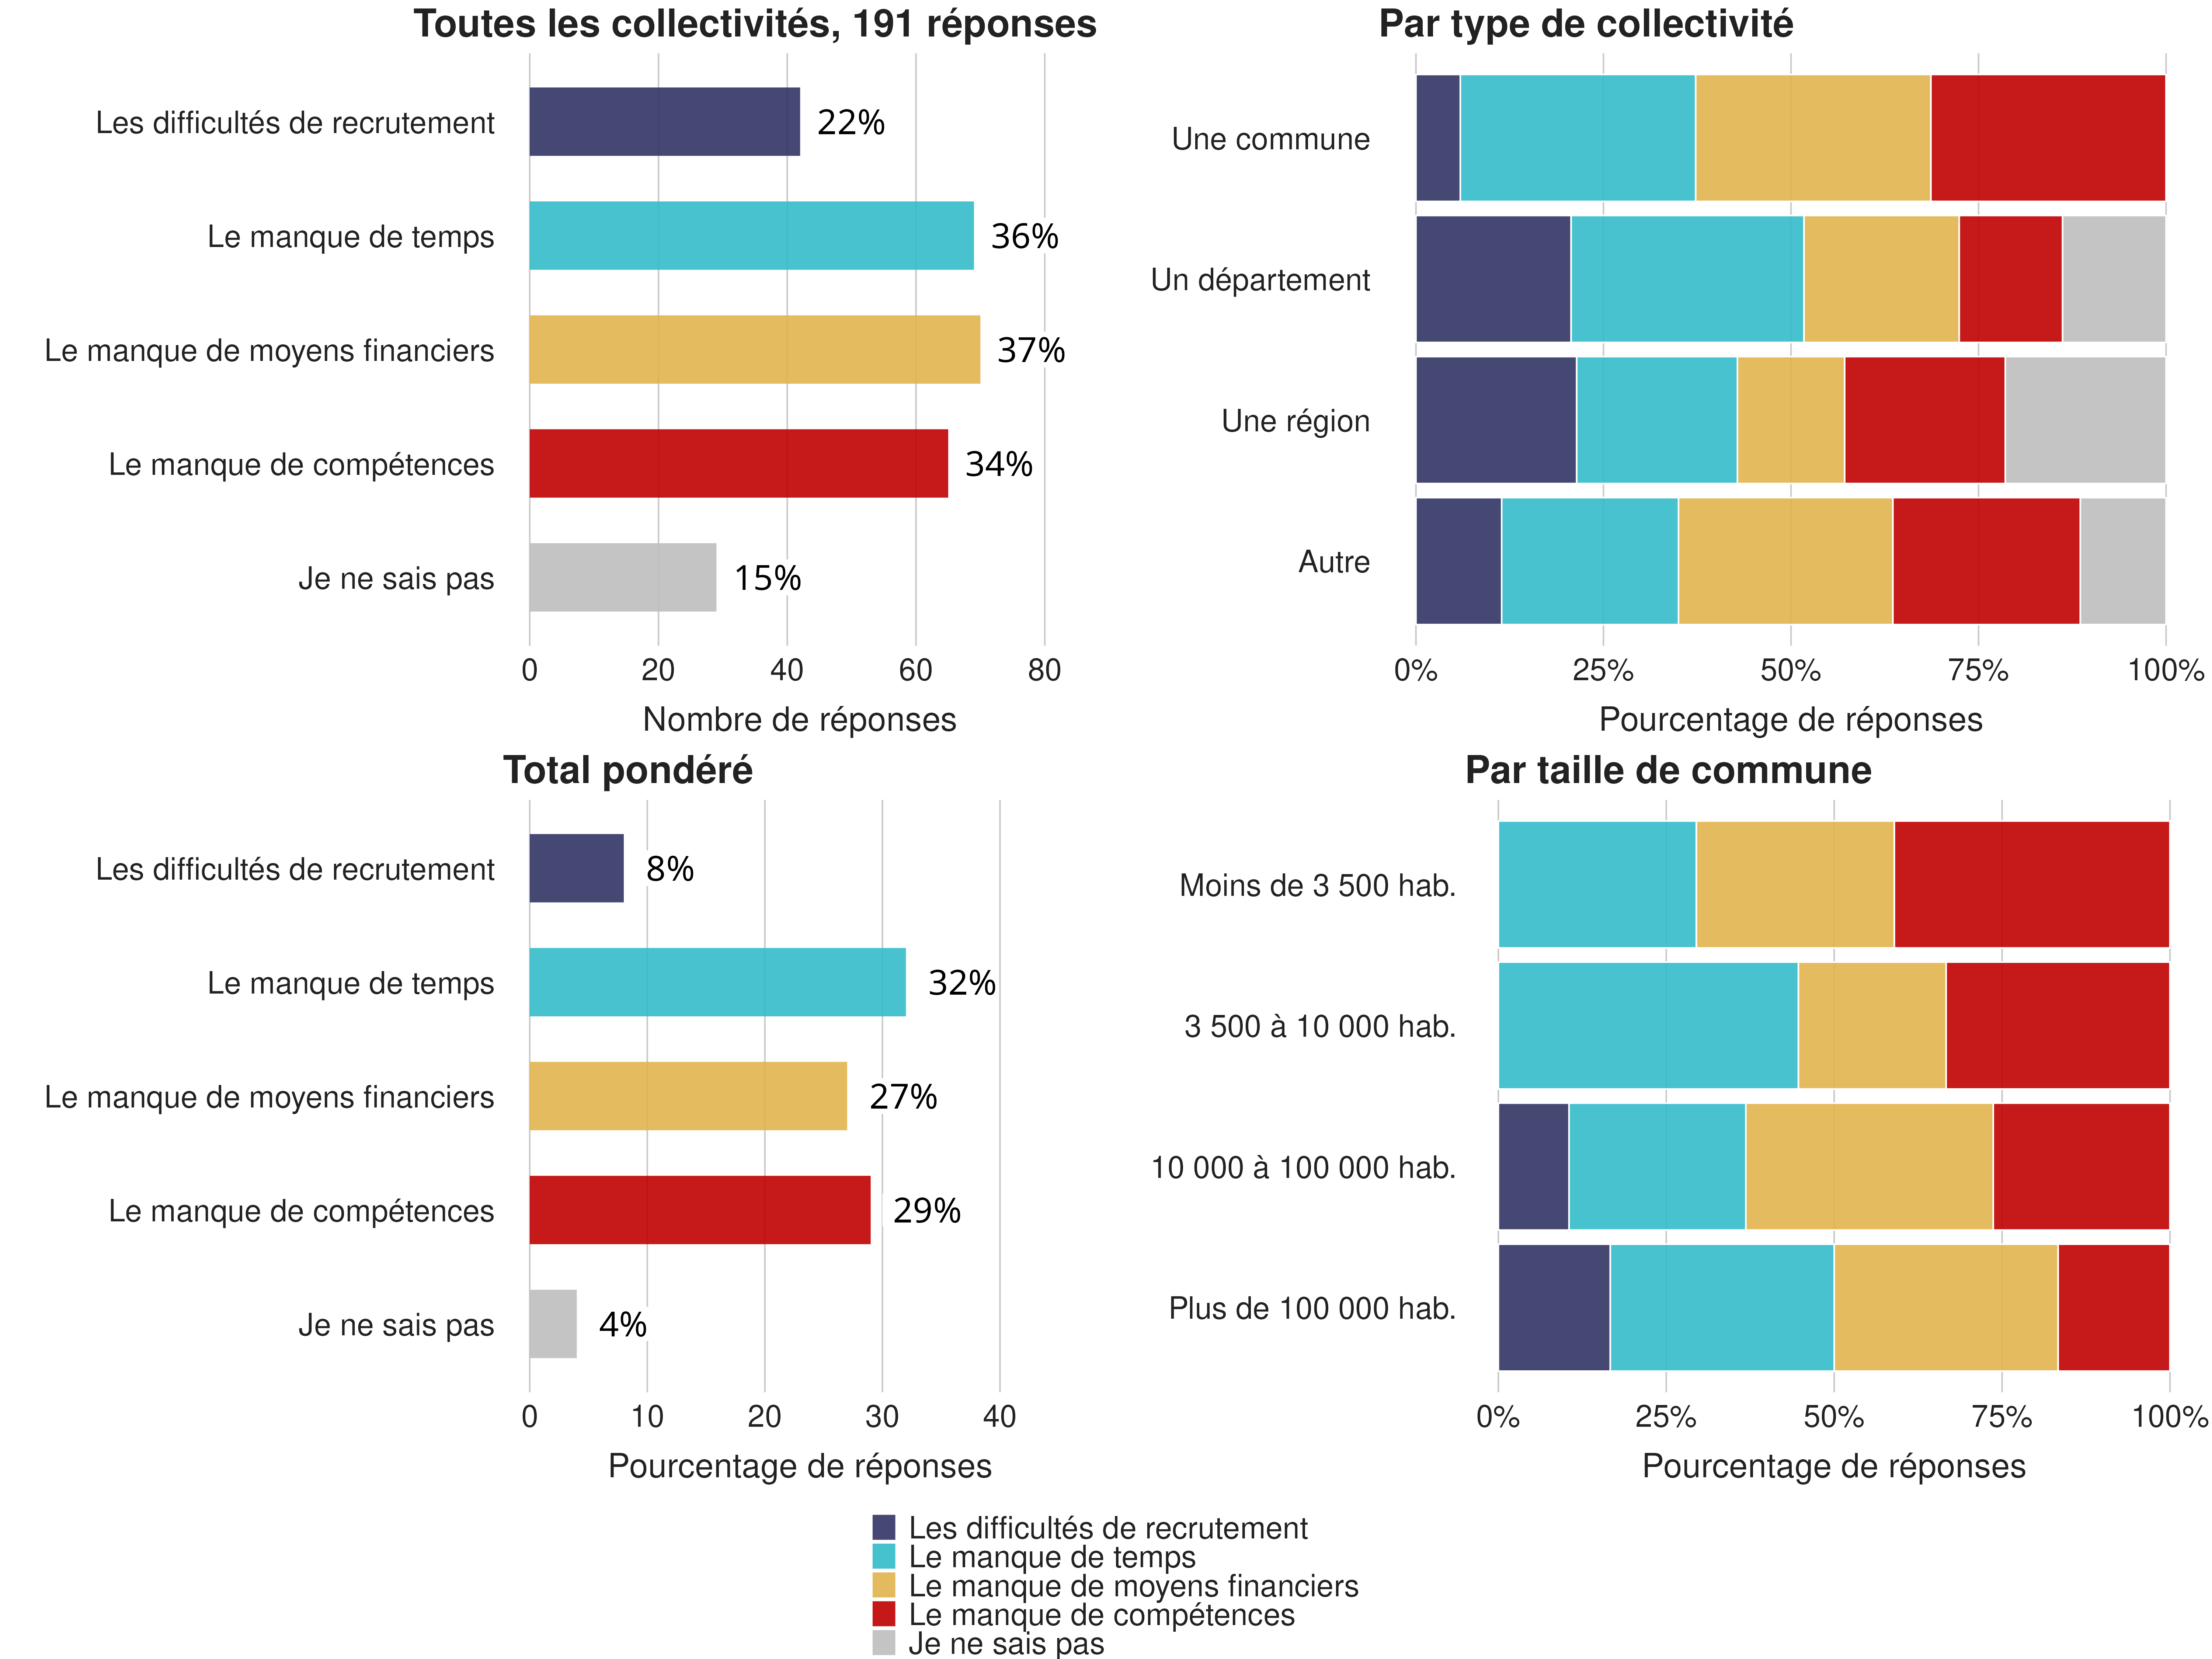 Toutes les collectivités, 191 réponses
Les difficultés de recrutement
22%
Le manque de temps
36%
Le manque de moyens financiers
37%
Le manque de compétences
34%
Je ne sais pas
15%
0 20 40 60 80
Nombre de réponses
Par type de collectivité
Une commune
Un département
Une région
Autre
0% 25% 50% 75% 100%
Pourcentage de réponses
Total pondéré
Les difficultés de recrutement
8%
Le manque de temps
32%
Le manque de moyens financiers
27%
Le manque de compétences
29%
Je ne sais pas
4%
0 10 20 30 40
Pourcentage de réponses
Par taille de commune
Moins de 3 500 hab.
3 500 à 10 000 hab.
10 000 à 100 000 hab.
Plus de 100 000 hab.
0% 25% 50% 75% 100%
Pourcentage de réponses
Les difficultés de recrutement
Le manque de temps
Le manque de moyens financiers
Le manque de compétences
Je ne sais pas